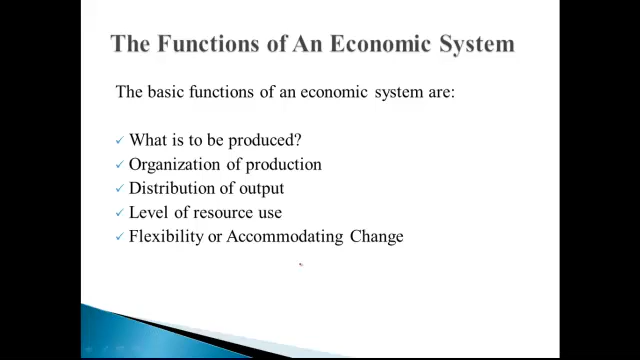 The Functions of An Economic System
The basic functions of an economic system are:
✓ What is to be produced?
✓ Organization of production
✓ Distribution of output
✓ Level of resource use
✓ Flexibility or Accommodating Change